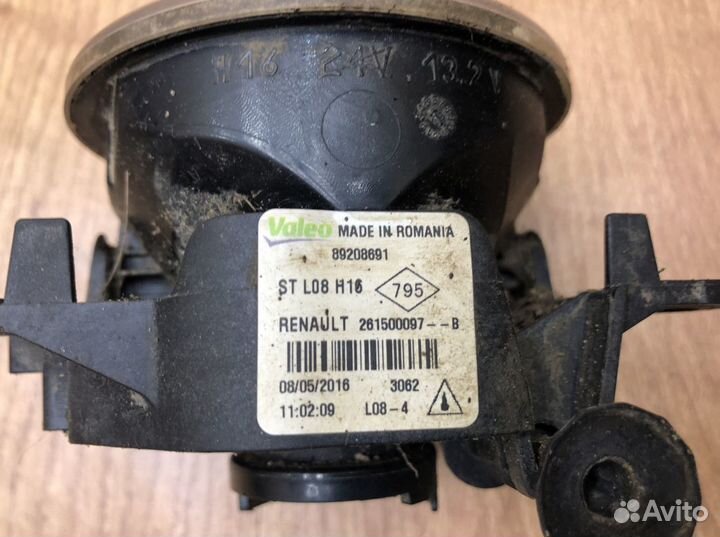 H16 24V 13.2V
Valeo MADE IN ROMANIA
89208691
ST L08 H16 795
RENAULT 261500097--B
08/05/2016 3062
11:02:09 L08-4
Avito